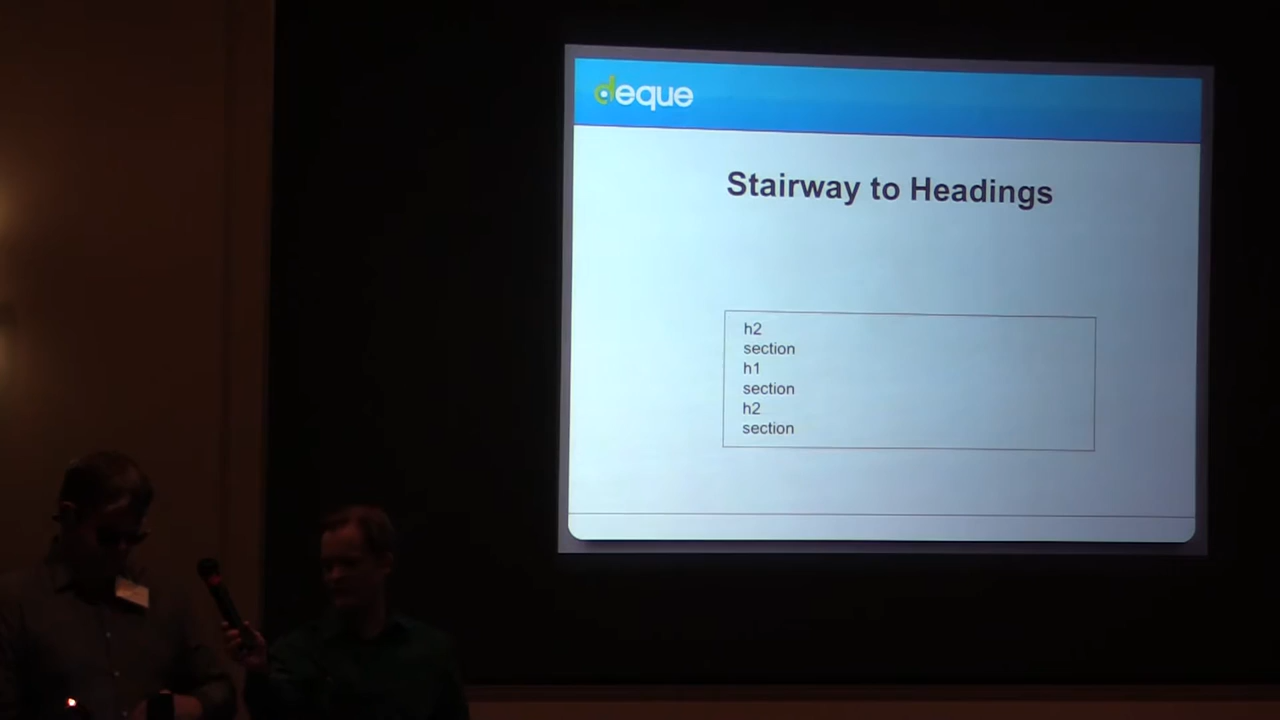 deque
Stairway to Headings
h2
section
h1
section
h2
section